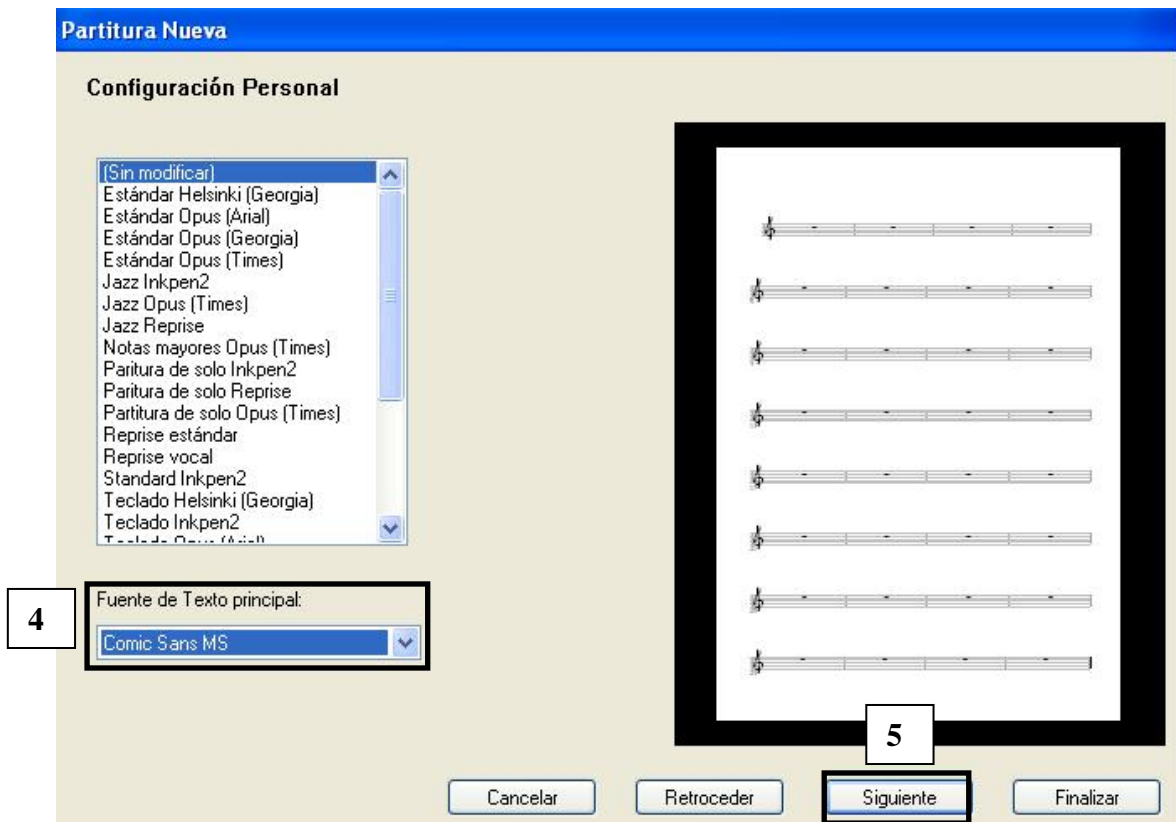 Partitura Nueva
Configuración Personal
(Sin modificar)
Estándar Helsinki (Georgia)
Estándar Opus (Arial)
Estándar Opus (Georgia)
Estándar Opus (Times)
Jazz Inkpen2
Jazz Opus (Times)
Jazz Reprise
Notas mayores Opus (Times)
Paritura de solo Inkpen2
Paritura de solo Reprise
Partitura de solo Opus (Times)
Reprise estándar
Reprise vocal
Standard Inkpen2
Teclado Helsinki (Georgia)
Teclado Inkpen2
Teclado Opus (Arial)
4
Fuente de Texto principal:
Comic Sans MS
5
Cancelar Retroceder Siguiente Finalizar